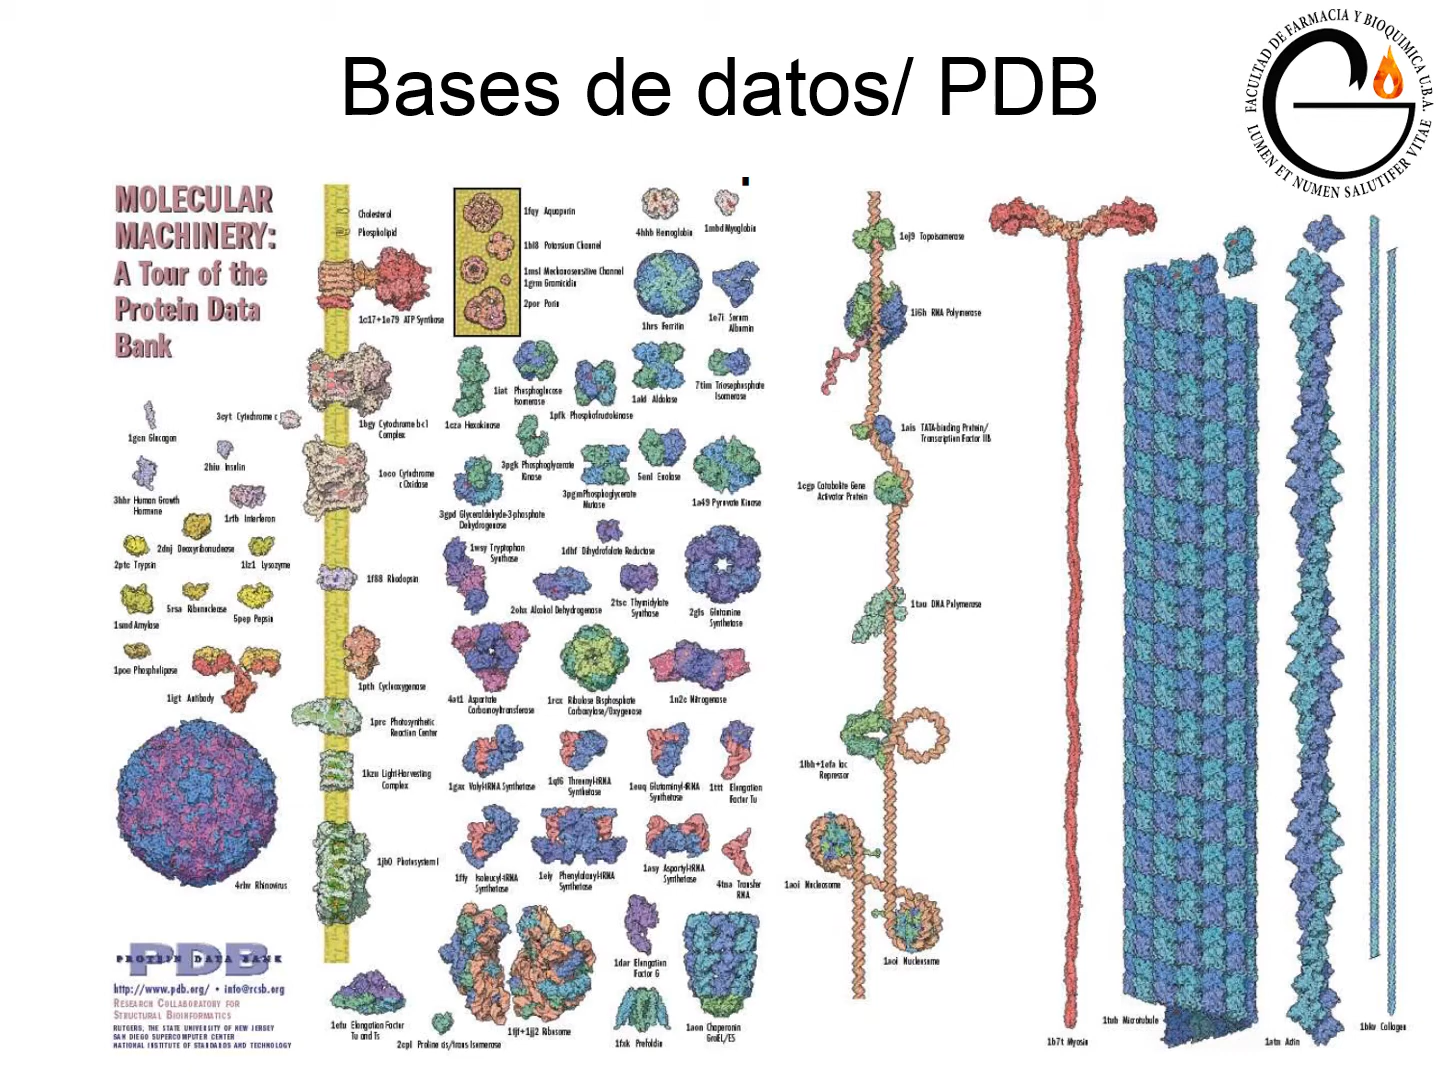 Bases de datos/ PDB
FACULTAD DE FARMACIA Y BIOQUIMICA U.B.A.
LUMEN ET NUMEN SALUTIFER VITAE
MOLECULAR
MACHINERY:
A Tour of the
Protein Data
Bank
Cholesterol
Phospholipid
1c17+1e79 ATP Synthase
1bgy Cytochrome bc1
Complex
1oco Cytochrome
c Oxidase
1f88 Rhodopsin
1pth Cyclooxygenase
1prc Photosynthetic
Reaction Center
1kzu Light-Harvesting
Complex
1jb0 Photosystem I
3cyt Cytochrome c
1gcn Glucagon
2hiu Insulin
3hhr Human Growth
Hormone
1rfb Interferon
2dnj Deoxyribonuclease
2ptc Trypsin
1lz1 Lysozyme
5rsa Ribonuclease
1smd Amylase
5pep Pepsin
1poe Phospholipase
1igt Antibody
4rhv Rhinovirus
PDB
PROTEIN DATA BANK
http://www.pdb.org/ • info@rcsb.org
RESEARCH COLLABORATORY FOR
STRUCTURAL BIOINFORMATICS
RUTGERS, THE STATE UNIVERSITY OF NEW JERSEY
SAN DIEGO SUPERCOMPUTER CENTER
NATIONAL INSTITUTE OF STANDARDS AND TECHNOLOGY
1fqy Aquaporin
1bl8 Potassium Channel
1msl Mechanosensitive Channel
1grm Gramicidin
2por Porin
4hhb Hemoglobin
1mbd Myoglobin
1hrs Ferritin
1e7i Serum
Albumin
1cza Hexokinase
1iat Phosphoglucose
Isomerase
1pfk Phosphofructokinase
1ald Aldolase
7tim Triosephosphate
Isomerase
3gpd Glyceraldehyde-3-phosphate
Dehydrogenase
3pgk Phosphoglycerate
Kinase
3pgm Phosphoglycerate
Mutase
5enl Enolase
1a49 Pyruvate Kinase
1wsy Tryptophan
Synthase
1dhf Dihydrofolate Reductase
2ohx Alcohol Dehydrogenase
2tsc Thymidylate
Synthase
2gls Glutamine
Synthetase
4at1 Aspartate
Carbamoyltransferase
1rcx Ribulose Bisphosphate
Carboxylase/Oxygenase
1n2c Nitrogenase
1gax Valyl-tRNA Synthetase
1qf6 Threonyl-tRNA
Synthetase
1euq Glutaminyl-tRNA
Synthetase
1ttt Elongation
Factor Tu
1ffy Isoleucyl-tRNA
Synthetase
1eiy Phenylalanyl-tRNA
Synthetase
1asy Aspartyl-tRNA
Synthetase
4tna Transfer
RNA
1efu Elongation Factor
Tu and Ts
2cpl Proline cis/trans Isomerase
1fjf+1jj2 Ribosome
1dar Elongation
Factor G
1fxk Prefoldin
1aon Chaperonin
GroEL/ES
1ej9 Topoisomerase
1i6h RNA Polymerase
1ais TATA-binding Protein/
Transcription Factor IIB
1cgp Catabolite Gene
Activator Protein
1tau DNA Polymerase
1lbh+1efa lac
Repressor
1aoi Nucleosome
1aoi Nucleosome
1b7t Myosin
1tub Microtubule
1atn Actin
1bkv Collagen